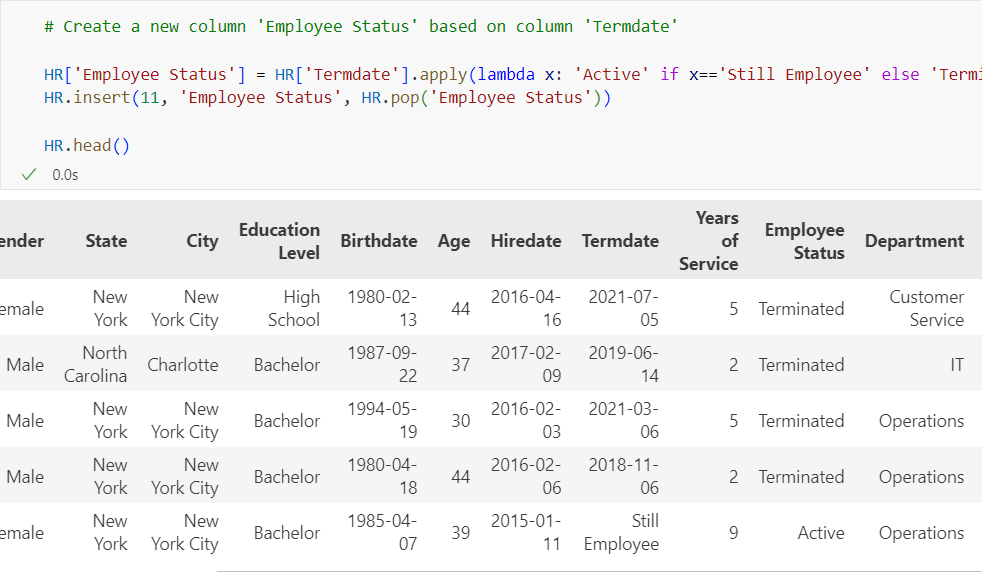 # Create a new column 'Employee Status' based on column 'Termdate'
HR['Employee Status'] = HR['Termdate'].apply(lambda x: 'Active' if x=='Still Employee' else 'Termi
HR.insert(11, 'Employee Status', HR.pop('Employee Status'))
HR.head()
0.0s
ender State City Education Level Birthdate Age Hiredate Termdate Years of Service Employee Status Department
emale New York New York City High School 1980-02-13 44 2016-04-16 2021-07-05 5 Terminated Customer Service
Male North Carolina Charlotte Bachelor 1987-09-22 37 2017-02-09 2019-06-14 2 Terminated IT
Male New York New York City Bachelor 1994-05-19 30 2016-02-03 2021-03-06 5 Terminated Operations
Male New York New York City Bachelor 1980-04-18 44 2016-02-06 2018-11-06 2 Terminated Operations
emale New York New York City Bachelor 1985-04-07 39 2015-01-11 Still Employee 9 Active Operations